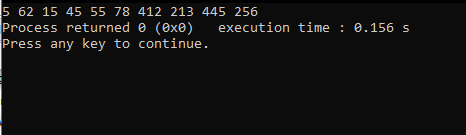 5 62 15 45 55 78 412 213 445 256
Process returned 0 (0x0)   execution time : 0.156 s
Press any key to continue.